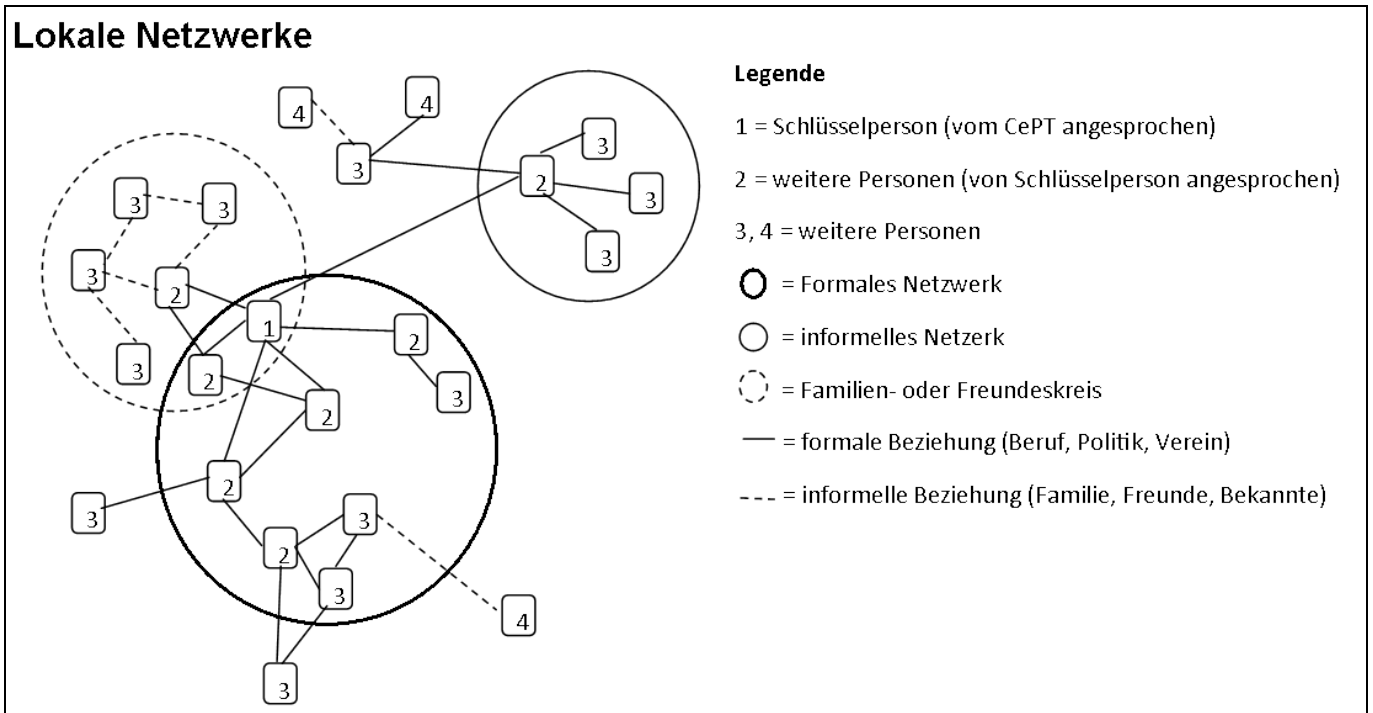 Lokale Netzwerke
Legende
1 = Schlüsselperson (vom CePT angesprochen)
2 = weitere Personen (von Schlüsselperson angesprochen)
3, 4 = weitere Personen
= Formales Netzwerk
= informelles Netzerk
= Familien- oder Freundeskreis
= formale Beziehung (Beruf, Politik, Verein)
= informelle Beziehung (Familie, Freunde, Bekannte)
4
4
3
3
2
3
3
3
3
3
2
3
1
2
2
3
2
2
3
3
2
3
4
3